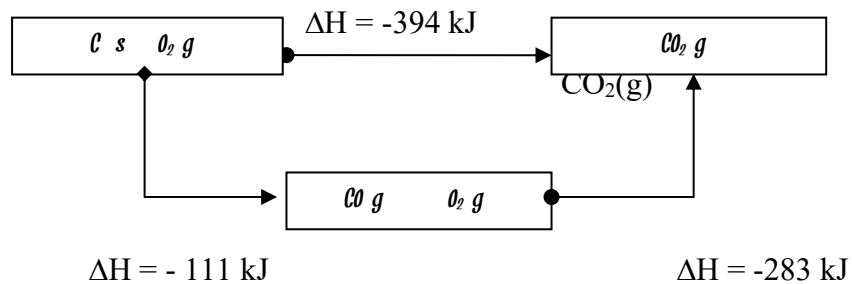 ΔH = -394 kJ
C s O₂ g
CO₂ g
CO₂(g)
CO g O₂ g
ΔH = - 111 kJ
ΔH = -283 kJ